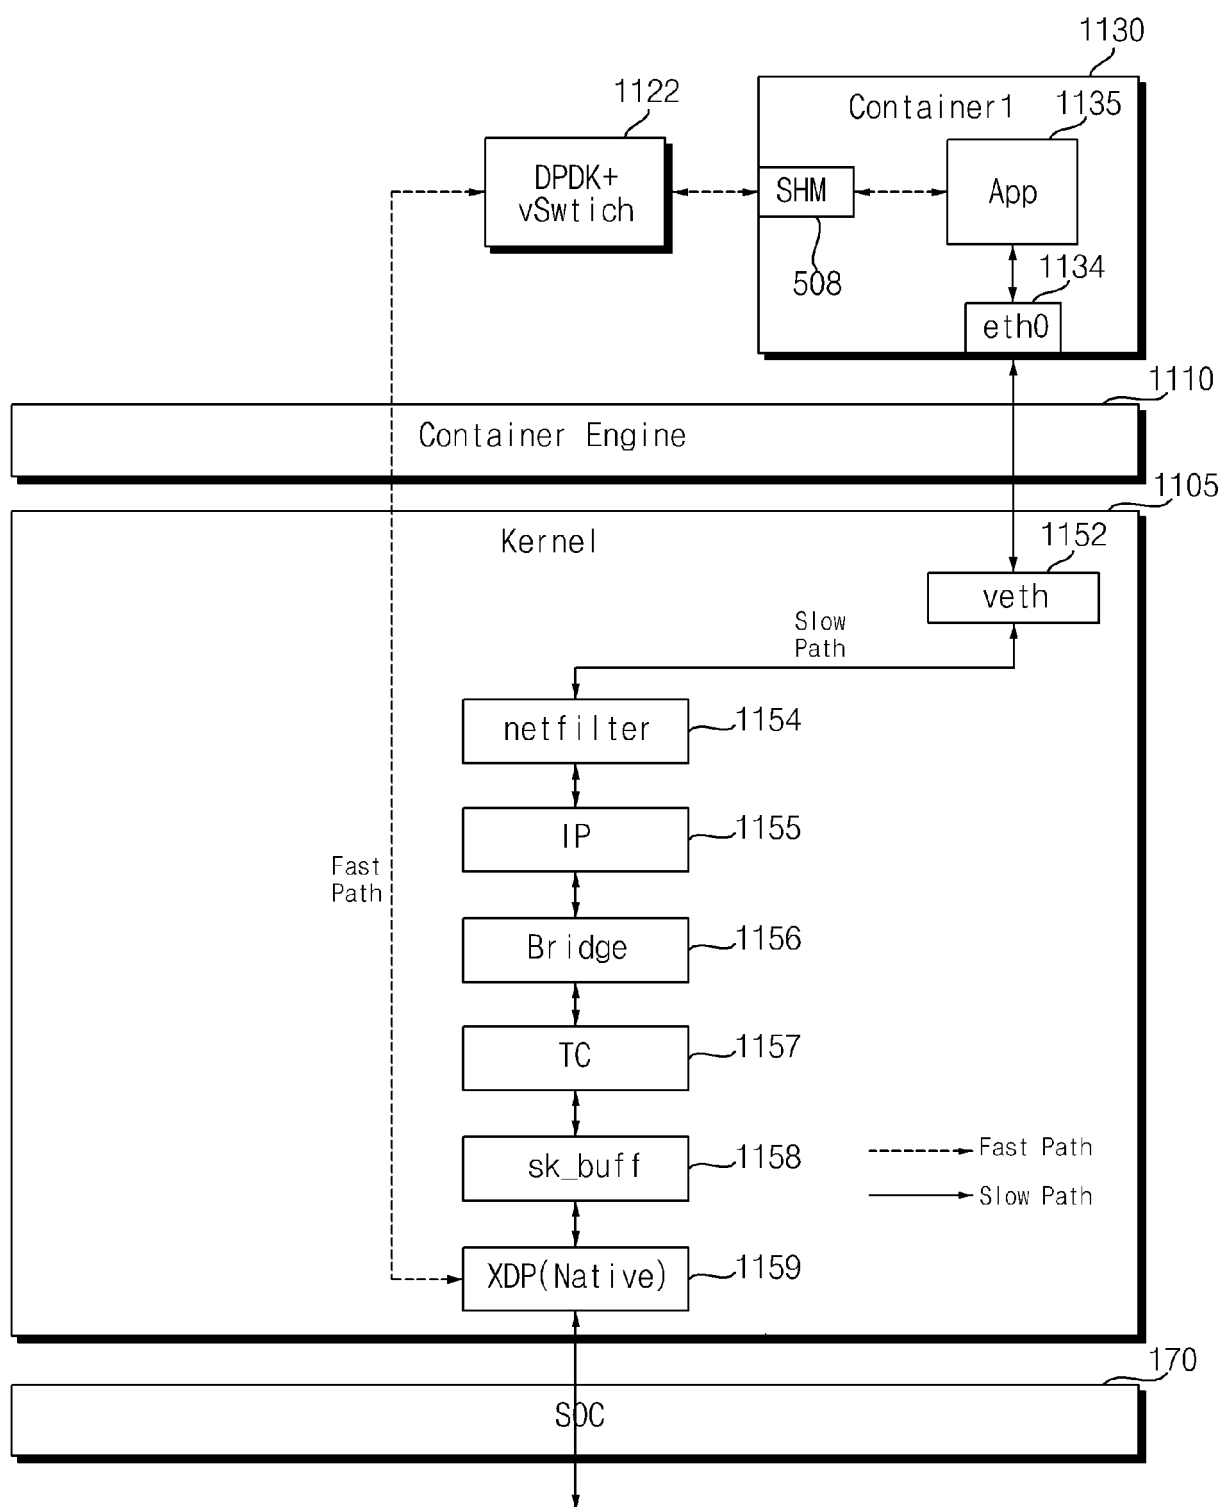 1130
Container1
1122
1135
DPDK+
vSwtich
SHM
App
508
1134
eth0
1110
Container Engine
1105
Kernel
1152
veth
Slow
Path
netfilter
1154
IP
1155
Fast
Path
Bridge
1156
TC
1157
sk_buff
1158
Fast Path
Slow Path
XDP(Native)
1159
170
SOC